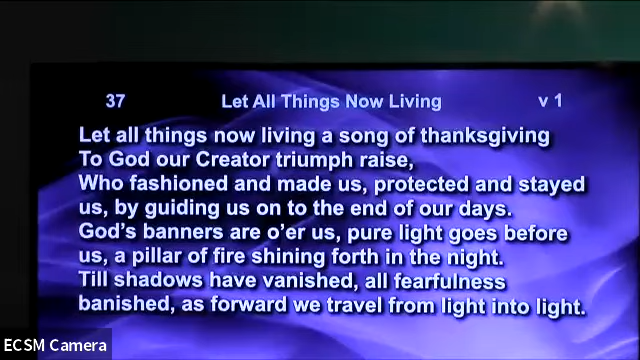 37 Let All Things Now Living v 1
Let all things now living a song of thanksgiving
To God our Creator triumph raise,
Who fashioned and made us, protected and stayed
us, by guiding us on to the end of our days.
God's banners are o'er us, pure light goes before
us, a pillar of fire shining forth in the night.
Till shadows have vanished, all fearfulness
banished, as forward we travel from light into light.
ECSM Camera